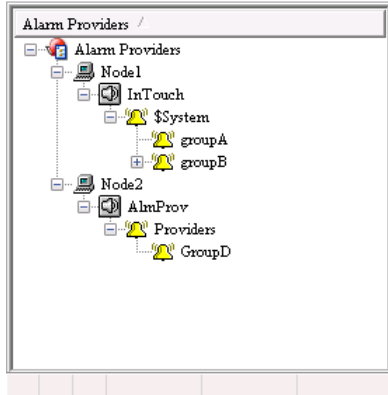 Alarm Providers
Alarm Providers
Node1
InTouch
$System
groupA
groupB
Node2
AlmProv
Providers
GroupD